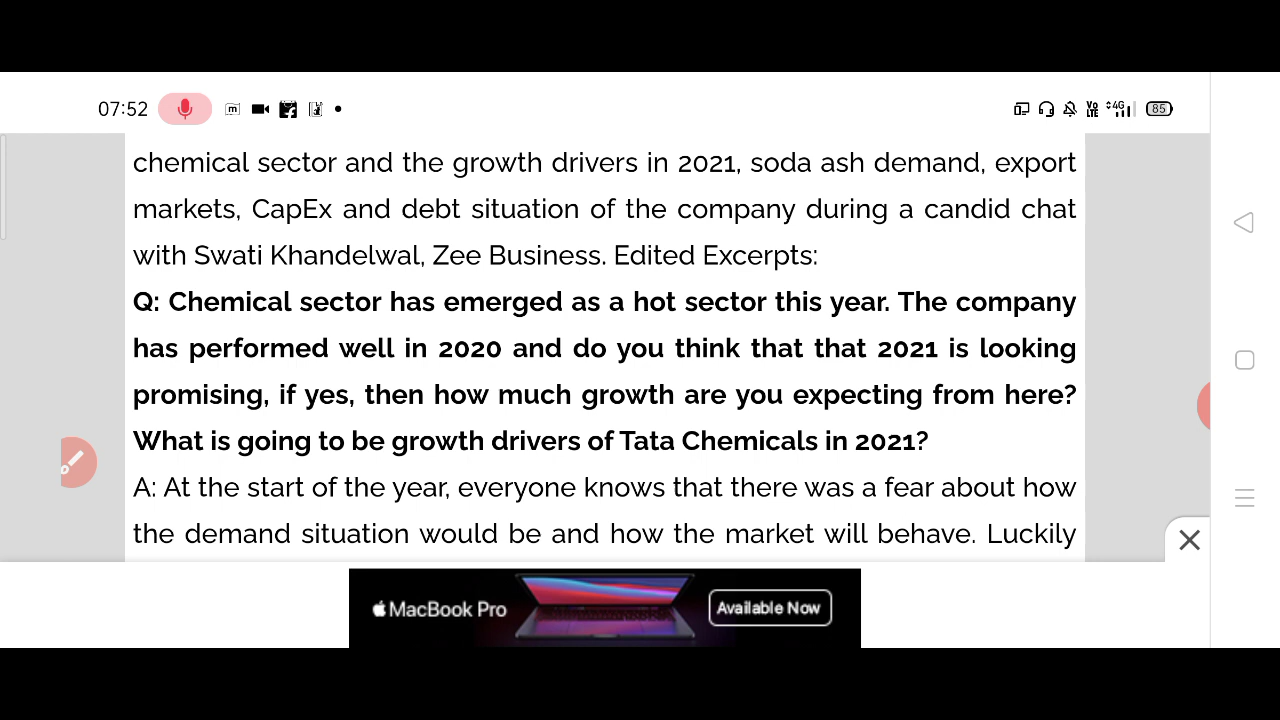 07:52
VO LTE 4G 85
chemical sector and the growth drivers in 2021, soda ash demand, export
markets, CapEx and debt situation of the company during a candid chat
with Swati Khandelwal, Zee Business. Edited Excerpts:
Q: Chemical sector has emerged as a hot sector this year. The company
has performed well in 2020 and do you think that that 2021 is looking
promising, if yes, then how much growth are you expecting from here?
What is going to be growth drivers of Tata Chemicals in 2021?
A: At the start of the year, everyone knows that there was a fear about how
the demand situation would be and how the market will behave. Luckily
MacBook Pro
Available Now